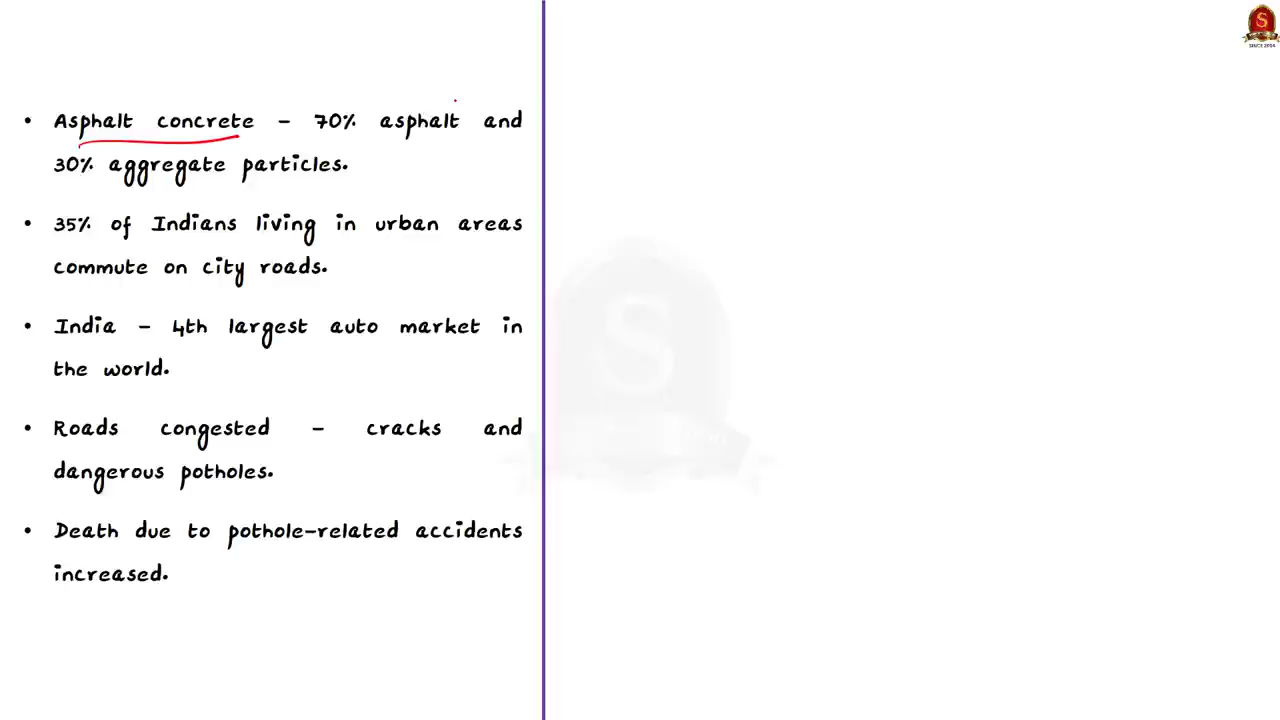 S
SINCE 2004
• Asphalt concrete – 70% asphalt and
30% aggregate particles.
• 35% of Indians living in urban areas
commute on city roads.
• India – 4th largest auto market in
the world.
• Roads congested – cracks and
dangerous potholes.
• Death due to pothole-related accidents
increased.
S